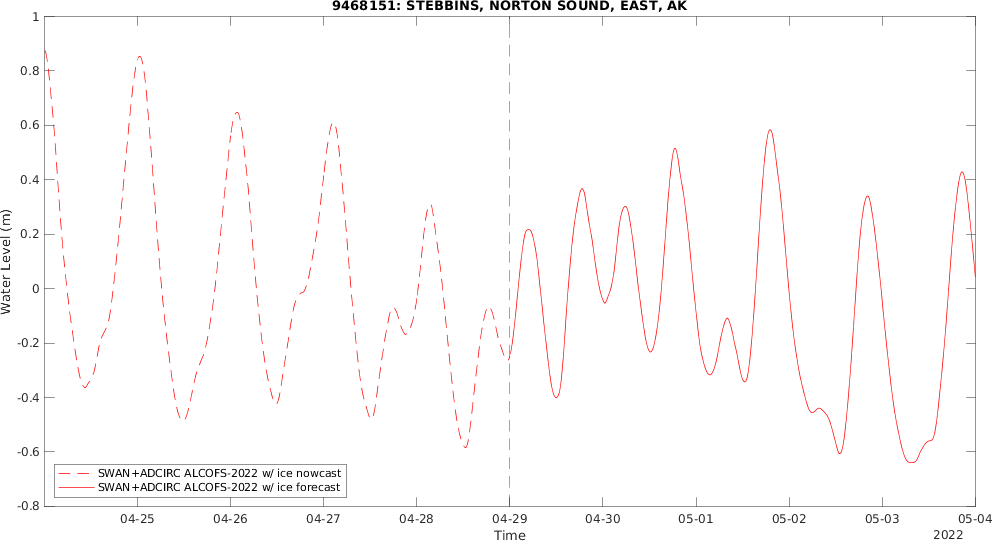 9468151: STEBBINS, NORTON SOUND, EAST, AK
Water Level (m)
1
0.8
0.6
0.4
0.2
0
-0.2
-0.4
-0.6
-0.8
SWAN+ADCIRC ALCOFS-2022 w/ ice nowcast
SWAN+ADCIRC ALCOFS-2022 w/ ice forecast
04-25 04-26 04-27 04-28 04-29 04-30 05-01 05-02 05-03 05-04
Time
2022